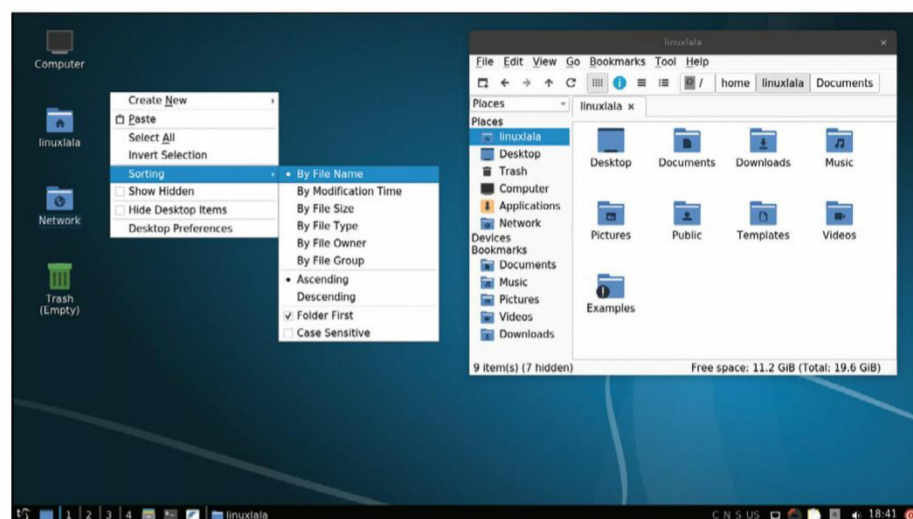 Computer
linuxlala
Network
Trash
(Empty)
Create New
Paste
Select All
Invert Selection
Sorting
Show Hidden
Hide Desktop Items
Desktop Preferences
By File Name
By Modification Time
By File Size
By File Type
By File Owner
By File Group
Ascending
Descending
Folder First
Case Sensitive
linuxlala
File Edit View Go Bookmarks Tool Help
/ home linuxlala Documents
Places
linuxlala
Places
linuxlala
Desktop
Trash
Computer
Applications
Network
Devices
Bookmarks
Documents
Music
Pictures
Videos
Downloads
Desktop Documents Downloads Music
Pictures Public Templates Videos
Examples
9 item(s) (7 hidden) Free space: 11.2 GiB (Total: 19.6 GiB)
1 2 3 4 linuxlala C N S US 18:41